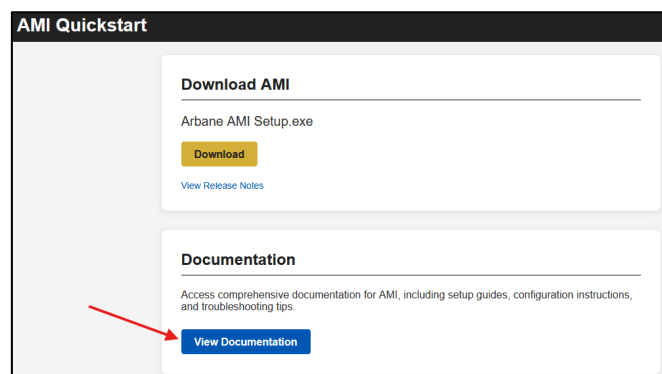 AMI Quickstart
Download AMI
Arbane AMI Setup.exe
Download
View Release Notes
Documentation
Access comprehensive documentation for AMI, including setup guides, configuration instructions,
and troubleshooting tips.
View Documentation